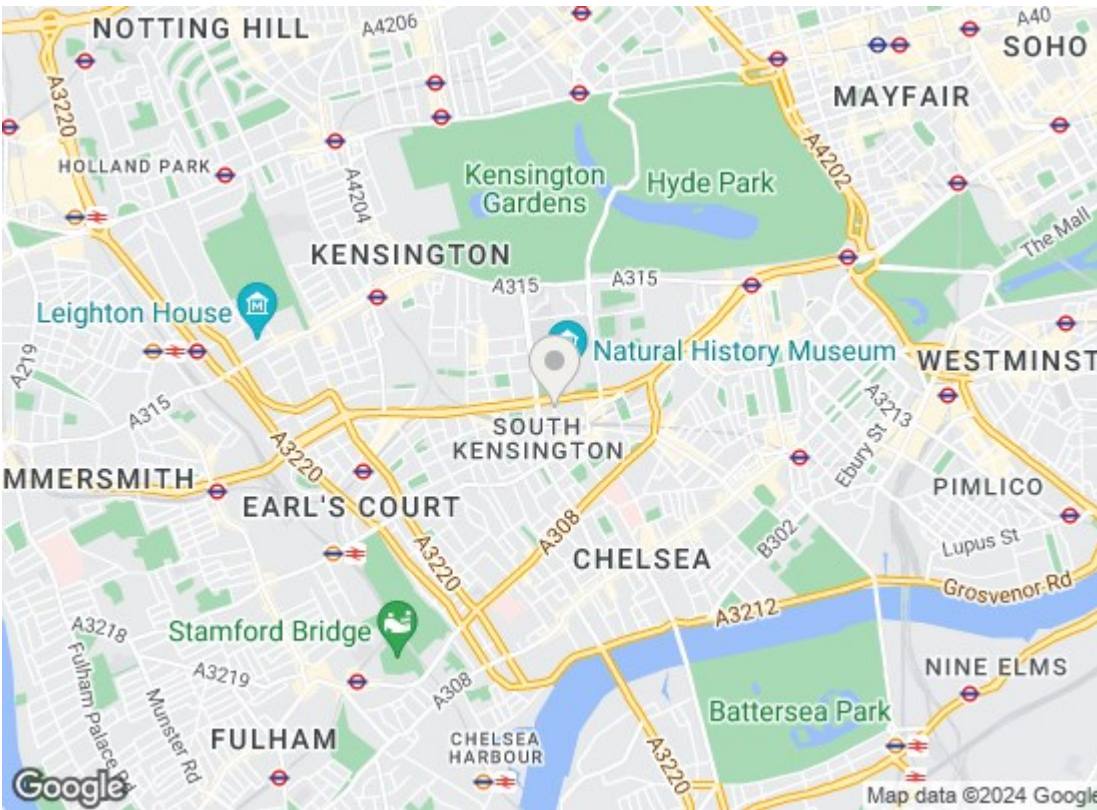 NOTTING HILL
A4206
A40
SOHO
MAYFAIR
A3220
HOLLAND PARK
A4204
Kensington
Gardens
Hyde Park
A4202
The Mall
KENSINGTON
A315
A315
Leighton House
Natural History Museum
WESTMINST
A219
A315
A3213
SOUTH
KENSINGTON
Ebury St
MMERSMITH
A3220
EARL'S COURT
PIMLICO
A308
B302
Lupus St
A3220
CHELSEA
Grosvenor Rd
A3212
A3218
Stamford Bridge
A3219
Fulham Palace Rd
Munster Rd
A308
NINE ELMS
Battersea Park
FULHAM
CHELSEA
HARBOUR
A3220
Google
Map data ©2024 Google